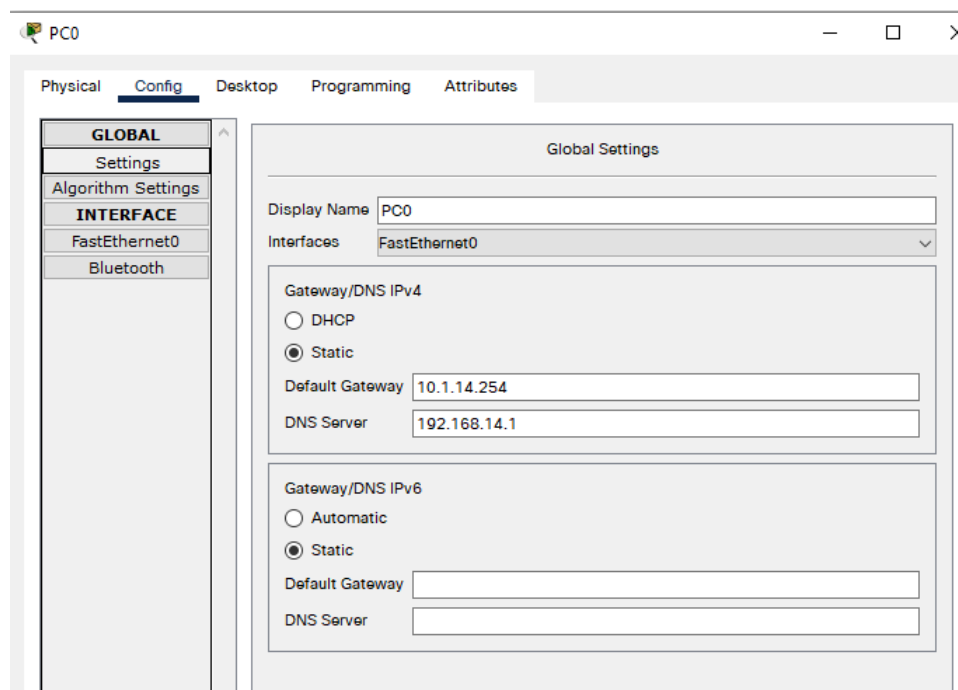 PC0
Physical Config Desktop Programming Attributes
GLOBAL
Settings
Algorithm Settings
INTERFACE
FastEthernet0
Bluetooth
Global Settings
Display Name PC0
Interfaces FastEthernet0
Gateway/DNS IPv4
DHCP
Static
Default Gateway 10.1.14.254
DNS Server 192.168.14.1
Gateway/DNS IPv6
Automatic
Static
Default Gateway
DNS Server